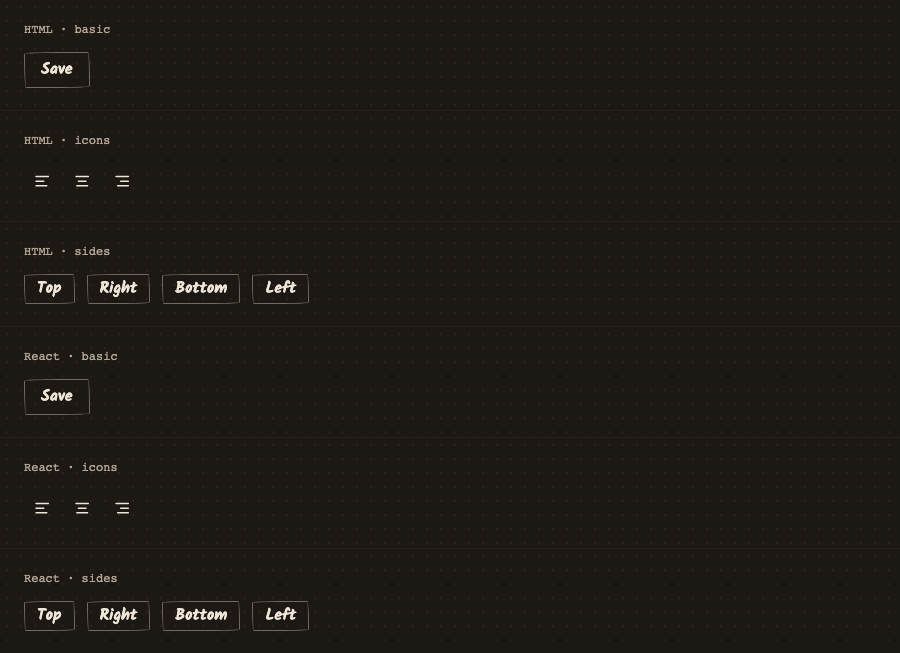 HTML · basic
Save
HTML · icons
HTML · sides
Top Right Bottom Left
React · basic
Save
React · icons
React · sides
Top Right Bottom Left